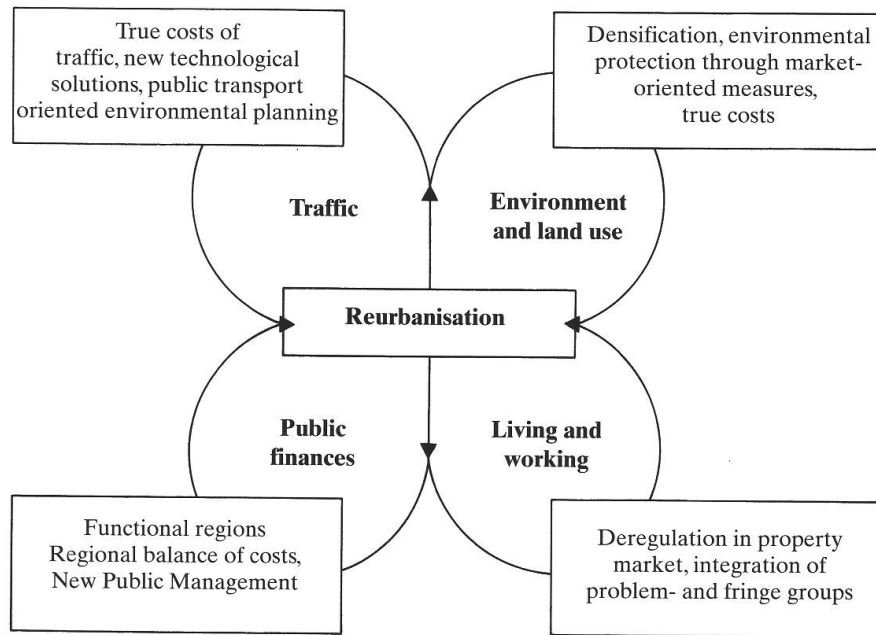 True costs of
traffic, new technological
solutions, public transport
oriented environmental planning
Densification, environmental
protection through market-
oriented measures,
true costs
Traffic
Environment
and land use
Reurbanisation
Public
finances
Living and
working
Functional regions
Regional balance of costs,
New Public Management
Deregulation in property
market, integration of
problem- and fringe groups